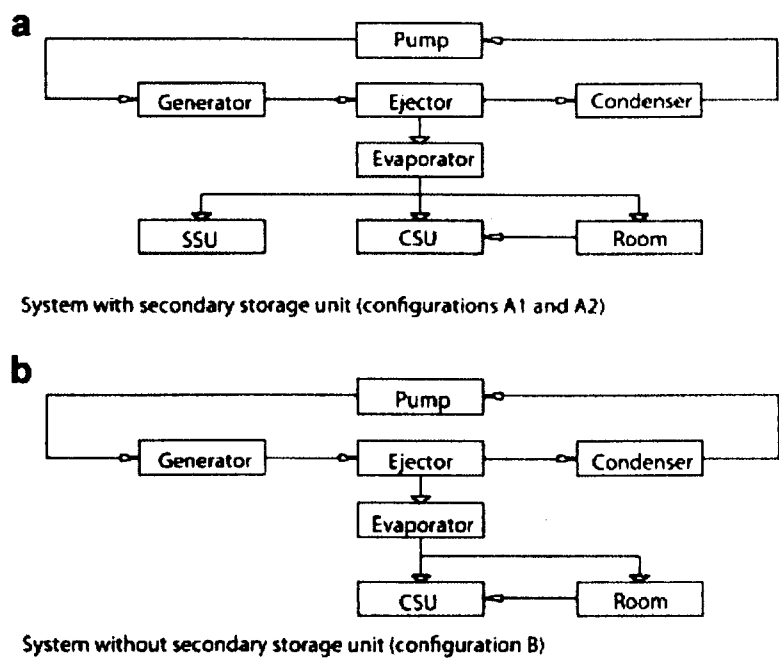 a
Pump
Generator
Ejector
Condenser
Evaporator
SSU
CSU
Room
System with secondary storage unit (configurations A1 and A2)
b
Pump
Generator
Ejector
Condenser
Evaporator
CSU
Room
System without secondary storage unit (configuration B)